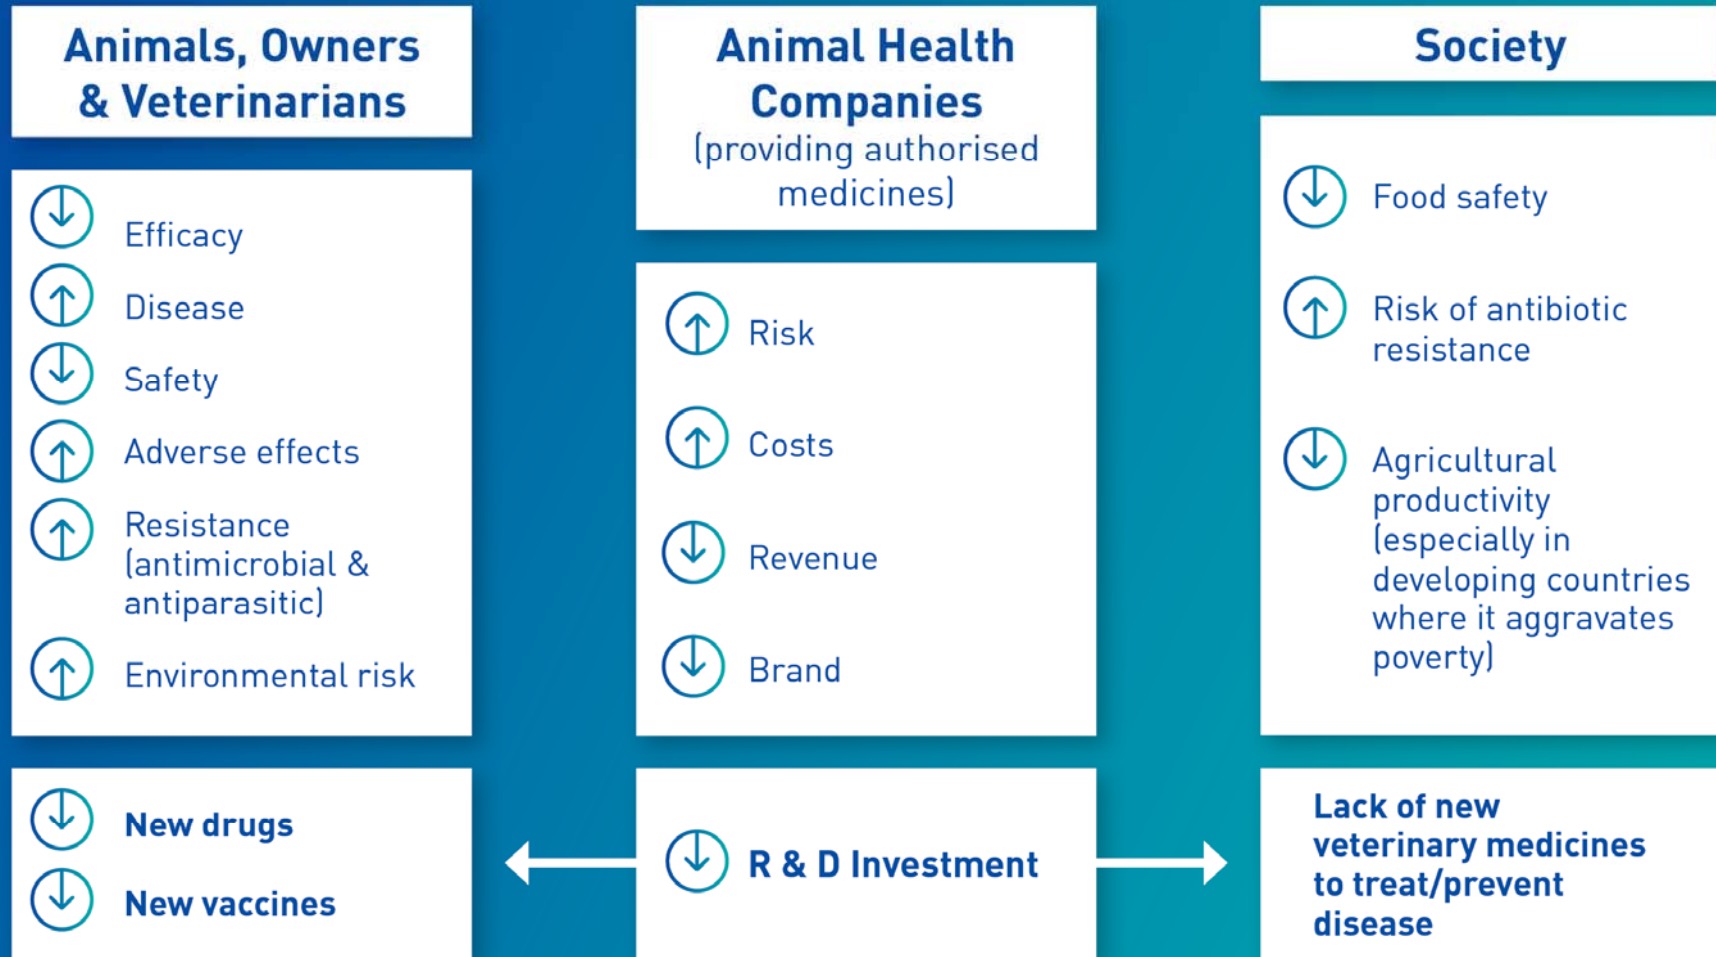 Animals, Owners
& Veterinarians
Efficacy
Disease
Safety
Adverse effects
Resistance
(antimicrobial &
antiparasitic)
Environmental risk
New drugs
New vaccines
Animal Health
Companies
(providing authorised
medicines)
Risk
Costs
Revenue
Brand
R & D Investment
Society
Food safety
Risk of antibiotic
resistance
Agricultural
productivity
(especially in
developing countries
where it aggravates
poverty)
Lack of new
veterinary medicines
to treat/prevent
disease